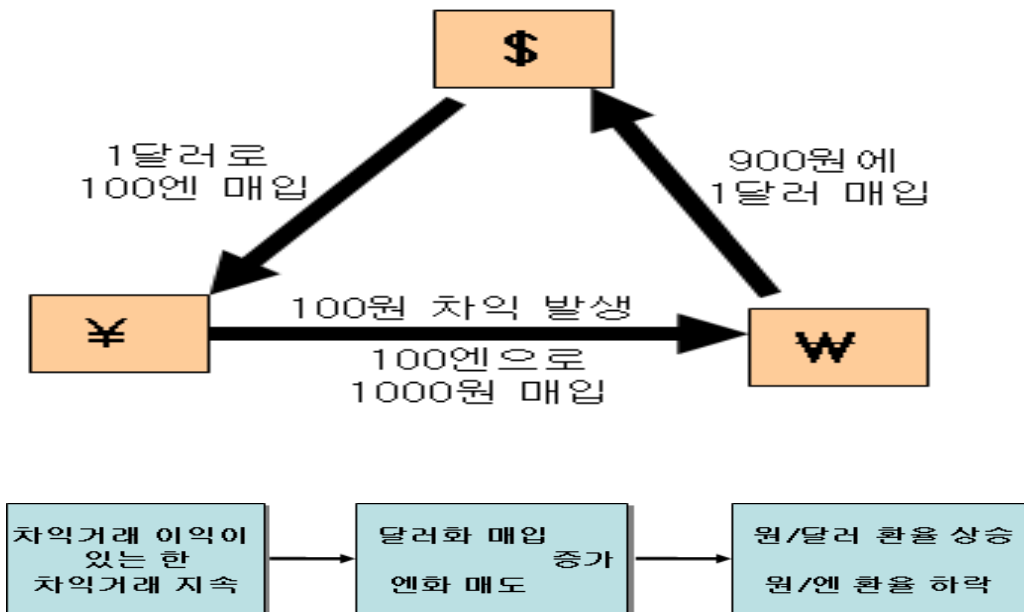 $
1달러로
100엔 매입
900원에
1달러 매입
¥
100원 차익 발생
100엔으로
1000원 매입
₩
차익거래 이익이
있는 한
차익거래 지속
달러화 매입
증가
엔화 매도
원/달러 환율 상승
원/엔 환율 하락